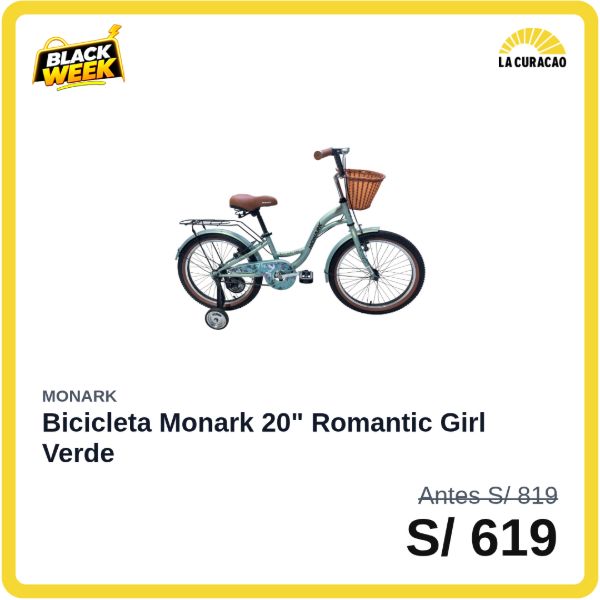 BLACK
WEEK
LA CURACAO
MONARK
Bicicleta Monark 20" Romantic Girl
Verde
Antes S/ 819
S/ 619